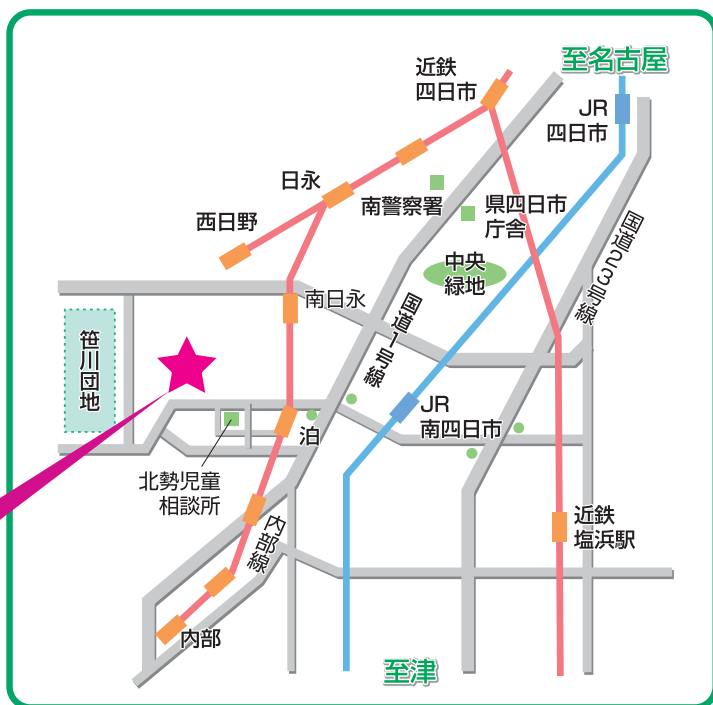 至名古屋
近鉄
四日市
JR
四日市
日永
南警察署
県四日市
庁舎
西日野
国道23号線
中央
緑地
南日永
国道1号線
笹川団地
JR
南四日市
泊
北勢児童
相談所
内部線
近鉄
塩浜駅
内部
至津